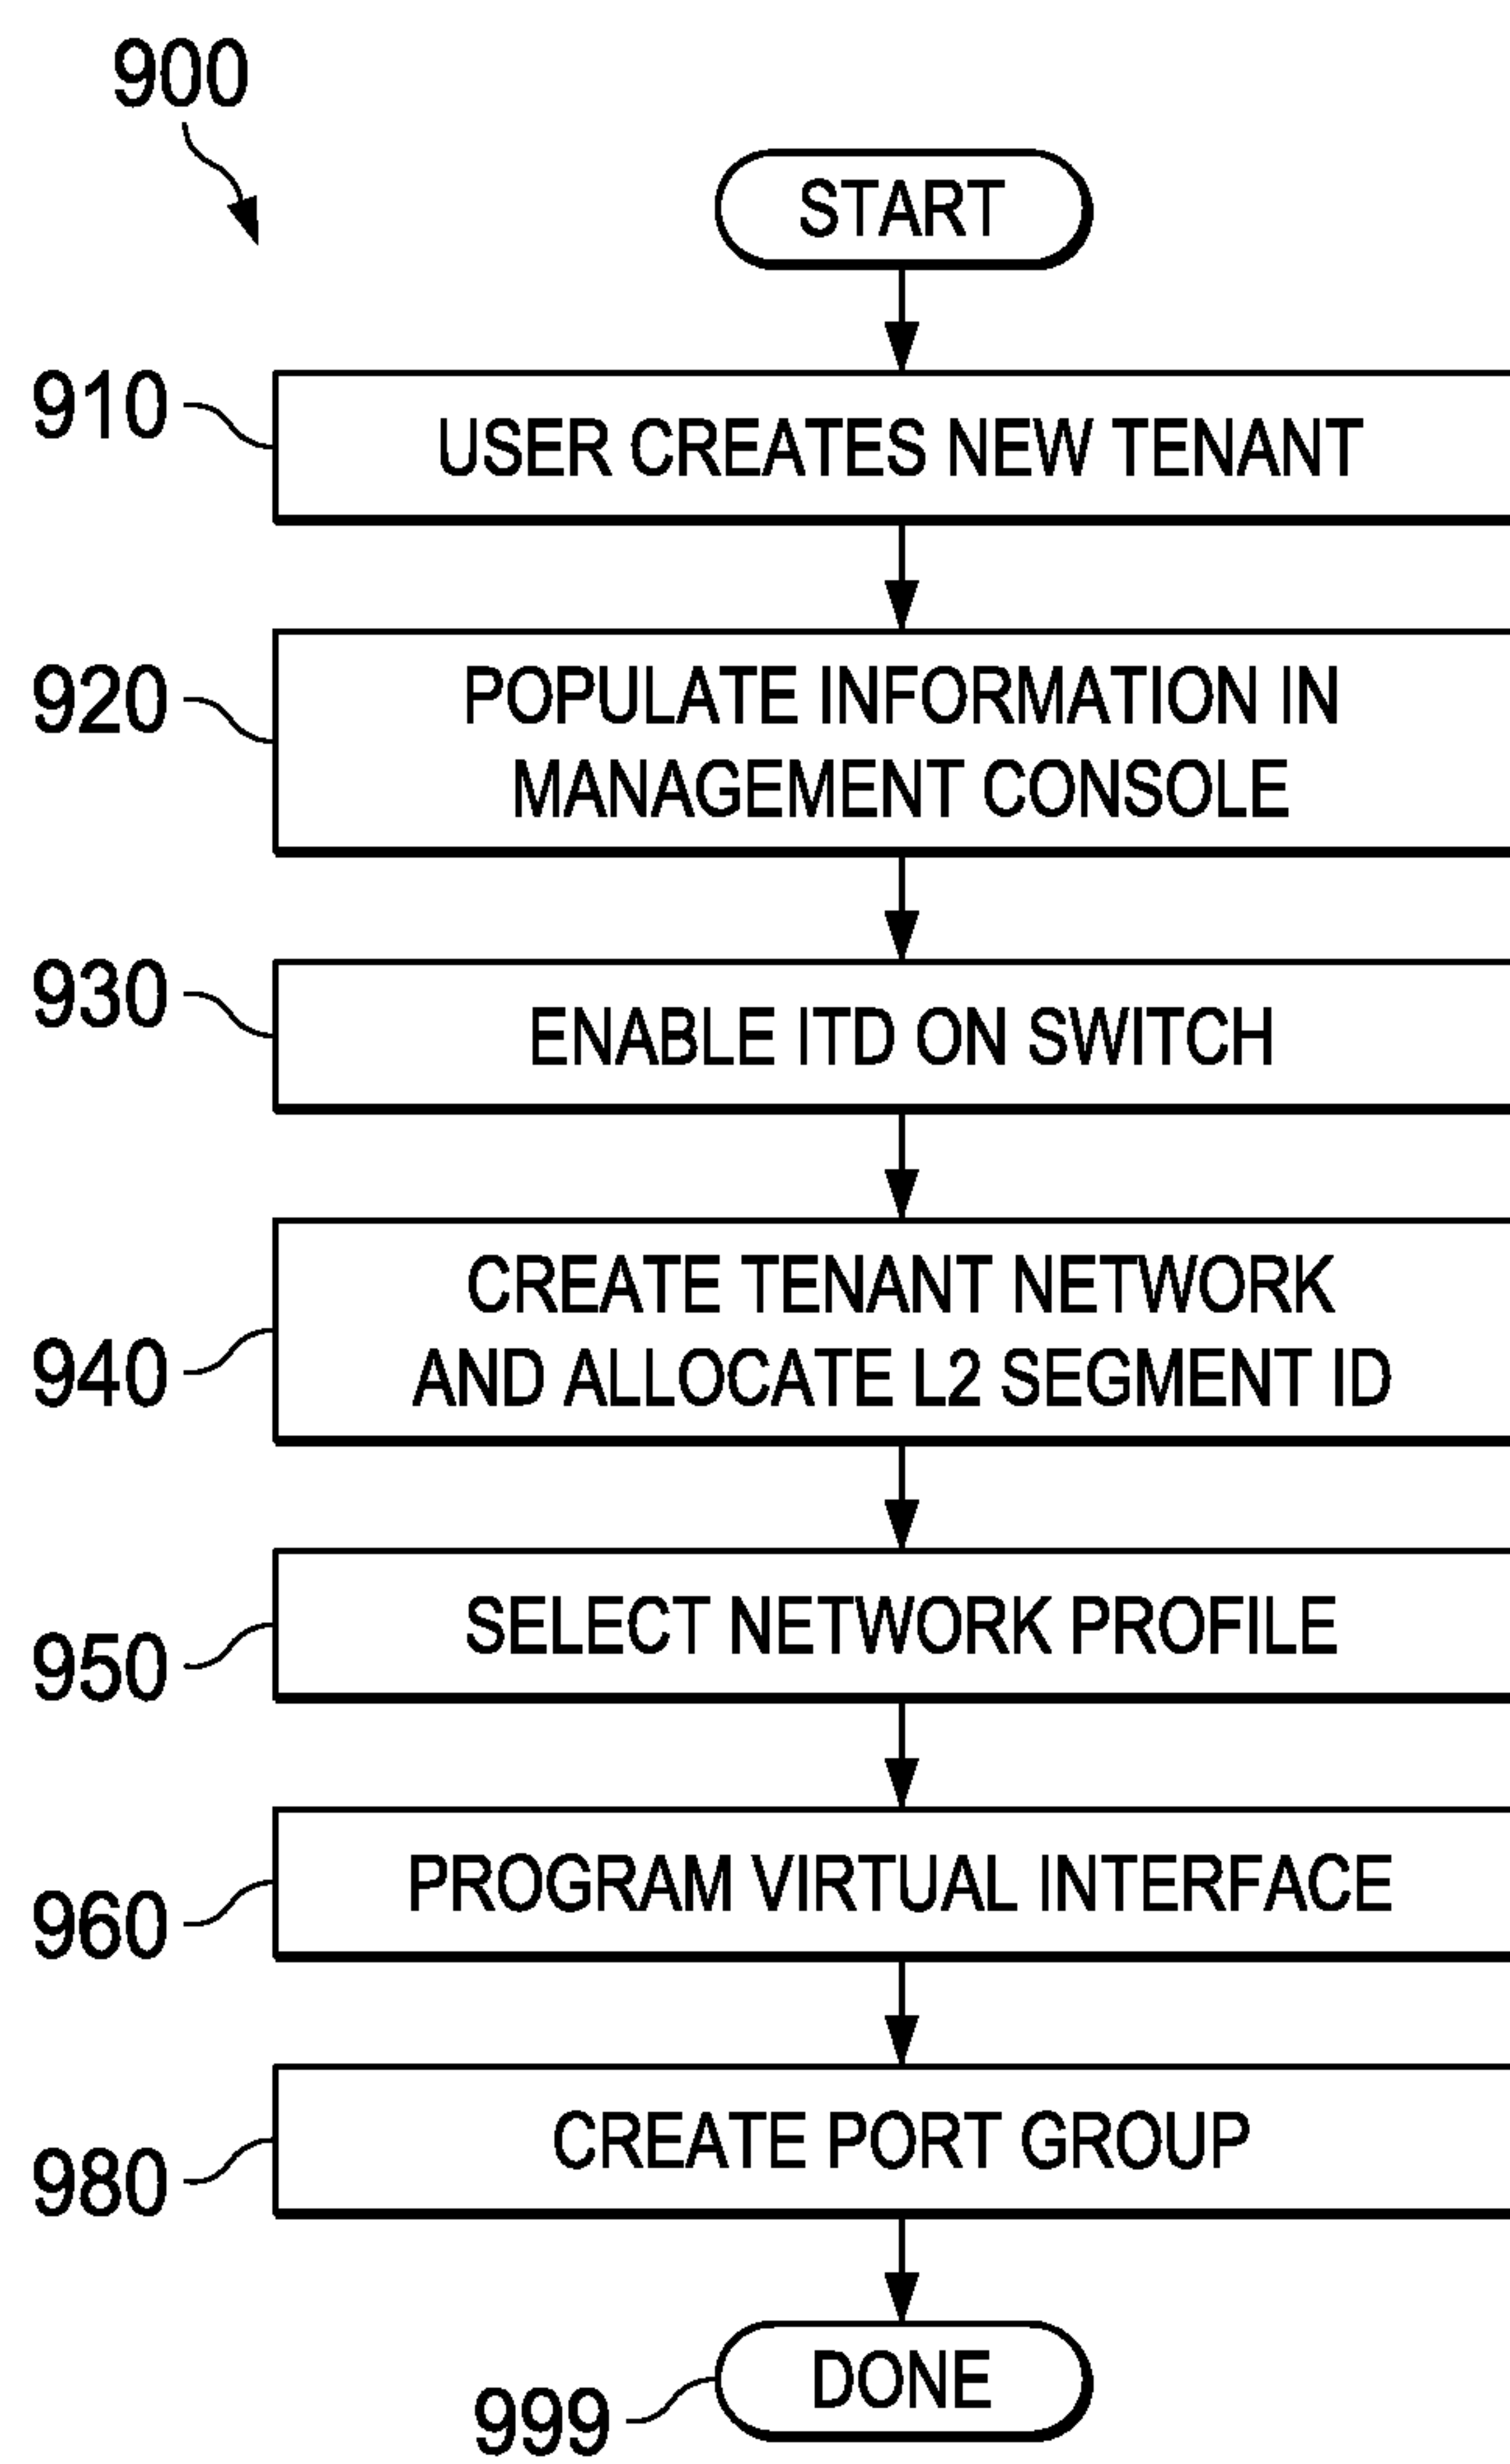 900
START
910
USER CREATES NEW TENANT
920
POPULATE INFORMATION IN
MANAGEMENT CONSOLE
930
ENABLE ITD ON SWITCH
940
CREATE TENANT NETWORK
AND ALLOCATE L2 SEGMENT ID
950
SELECT NETWORK PROFILE
960
PROGRAM VIRTUAL INTERFACE
980
CREATE PORT GROUP
999
DONE